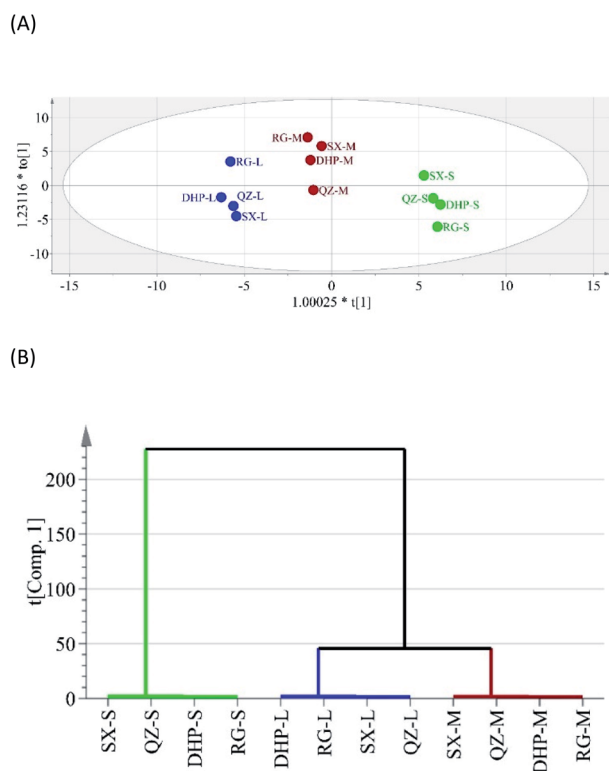 (A)
1.23116 * to[1]
10
5
0
-5
-10
RG-M
SX-M
DHP-M
QZ-M
RG-L
DHP-L
QZ-L
SX-L
SX-S
QZ-S
DHP-S
RG-S
-15
-10
-5
0
5
10
15
1.00025 * t[1]
(B)
t[Comp. 1]
200
150
100
50
0
SX-S
QZ-S
DHP-S
RG-S
DHP-L
RG-L
SX-L
QZ-L
SX-M
QZ-M
DHP-M
RG-M